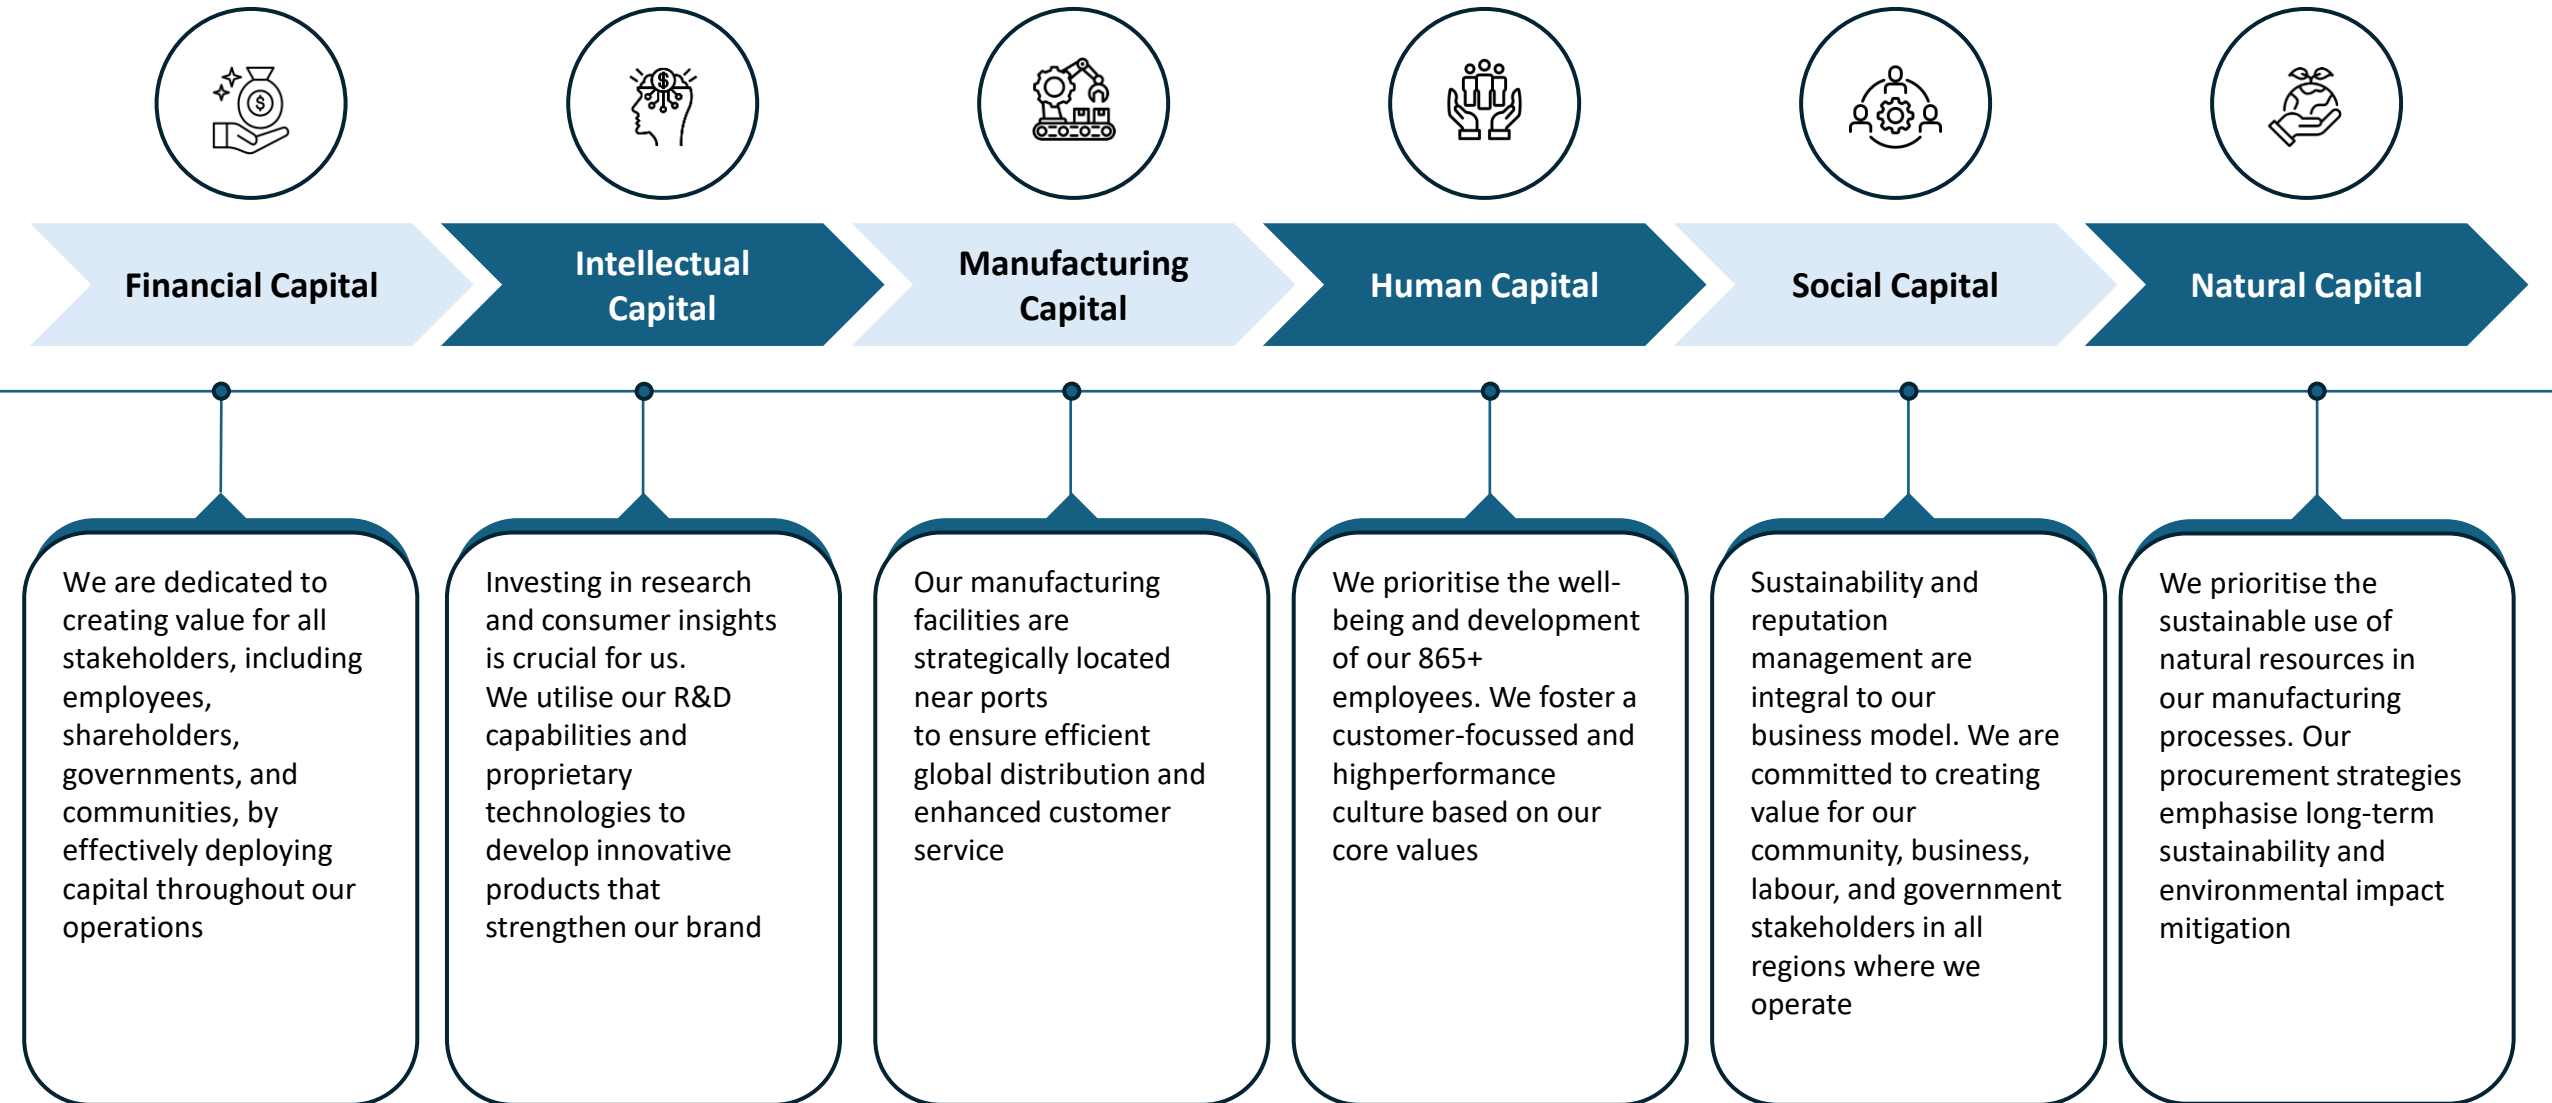 Financial Capital
Intellectual
Capital
Manufacturing
Capital
Human Capital
Social Capital
Natural Capital
We are dedicated to
creating value for all
stakeholders, including
employees,
shareholders,
governments, and
communities, by
effectively deploying
capital throughout our
operations
Investing in research
and consumer insights
is crucial for us.
We utilise our R&D
capabilities and
proprietary
technologies to
develop innovative
products that
strengthen our brand
Our manufacturing
facilities are
strategically located
near ports
to ensure efficient
global distribution and
enhanced customer
service
We prioritise the well-
being and development
of our 865+
employees. We foster a
customer-focussed and
highperformance
culture based on our
core values
Sustainability and
reputation
management are
integral to our
business model. We are
committed to creating
value for our
community, business,
labour, and government
stakeholders in all
regions where we
operate
We prioritise the
sustainable use of
natural resources in
our manufacturing
processes. Our
procurement strategies
emphasise long-term
sustainability and
environmental impact
mitigation